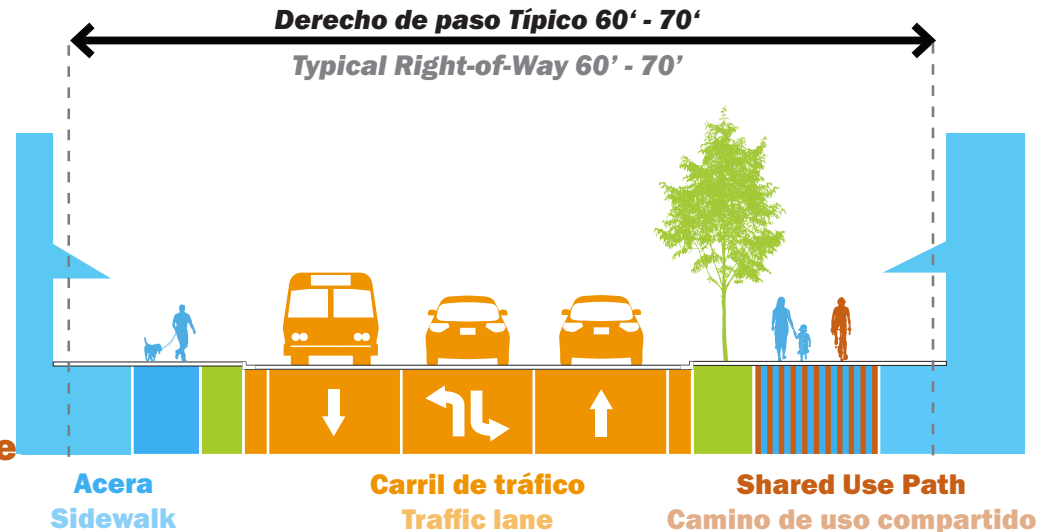 Derecho de paso Típico 60‘ - 70‘
Typical Right-of-Way 60’ - 70’
e
Acera
Sidewalk
Carril de tráfico
Traffic lane
Shared Use Path
Camino de uso compartido